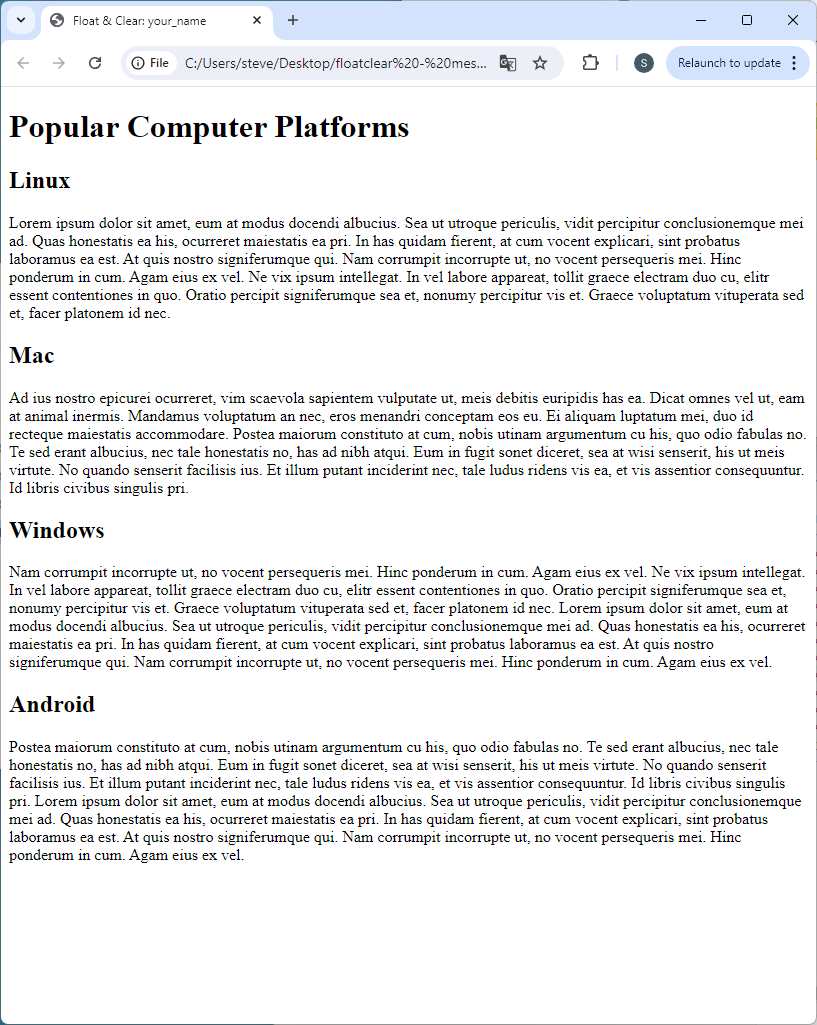 Float & Clear: your_name
File
C:/Users/steve/Desktop/floatclear%20-%20mes...
S
Relaunch to update
Popular Computer Platforms
Linux
Lorem ipsum dolor sit amet, eum at modus docendi albucius. Sea ut utroque periculis, vidit percipitur conclusionemque mei
ad. Quas honestatis ea his, ocurreret maiestatis ea pri. In has quidam fierent, at cum vocent explicari, sint probatus
laboramus ea est. At quis nostro signiferumque qui. Nam corrumpit incorrupte ut, no vocent persequeris mei. Hinc
ponderum in cum. Agam eius ex vel. Ne vix ipsum intellegat. In vel labore appareat, tollit graece electram duo cu, elitr
essent contentiones in quo. Oratio percipit signiferumque sea et, nonumy percipitur vis et. Graece voluptatum vituperata sed
et, facer platonem id nec.
Mac
Ad ius nostro epicurei ocurreret, vim scaevola sapientem vulputate ut, meis debitis euripidis has ea. Dicat omnes vel ut, eam
at animal inermis. Mandamus voluptatum an nec, eros menandri conceptam eos eu. Ei aliquam luptatum mei, duo id
recteque maiestatis accommodare. Postea maiorum constituto at cum, nobis utinam argumentum cu his, quo odio fabulas no.
Te sed erant albucius, nec tale honestatis no, has ad nibh atqui. Eum in fugit sonet diceret, sea at wisi senserit, his ut meis
virtute. No quando senserit facilisis ius. Et illum putant inciderint nec, tale ludus ridens vis ea, et vis assentior consequuntur.
Id libris civibus singulis pri.
Windows
Nam corrumpit incorrupte ut, no vocent persequeris mei. Hinc ponderum in cum. Agam eius ex vel. Ne vix ipsum intellegat.
In vel labore appareat, tollit graece electram duo cu, elitr essent contentiones in quo. Oratio percipit signiferumque sea et,
nonumy percipitur vis et. Graece voluptatum vituperata sed et, facer platonem id nec. Lorem ipsum dolor sit amet, eum at
modus docendi albucius. Sea ut utroque periculis, vidit percipitur conclusionemque mei ad. Quas honestatis ea his, ocurreret
maiestatis ea pri. In has quidam fierent, at cum vocent explicari, sint probatus laboramus ea est. At quis nostro
signiferumque qui. Nam corrumpit incorrupte ut, no vocent persequeris mei. Hinc ponderum in cum. Agam eius ex vel.
Android
Postea maiorum constituto at cum, nobis utinam argumentum cu his, quo odio fabulas no. Te sed erant albucius, nec tale
honestatis no, has ad nibh atqui. Eum in fugit sonet diceret, sea at wisi senserit, his ut meis virtute. No quando senserit
facilisis ius. Et illum putant inciderint nec, tale ludus ridens vis ea, et vis assentior consequuntur. Id libris civibus singulis
pri. Lorem ipsum dolor sit amet, eum at modus docendi albucius. Sea ut utroque periculis, vidit percipitur conclusionemque
mei ad. Quas honestatis ea his, ocurreret maiestatis ea pri. In has quidam fierent, at cum vocent explicari, sint probatus
laboramus ea est. At quis nostro signiferumque qui. Nam corrumpit incorrupte ut, no vocent persequeris mei. Hinc
ponderum in cum. Agam eius ex vel.